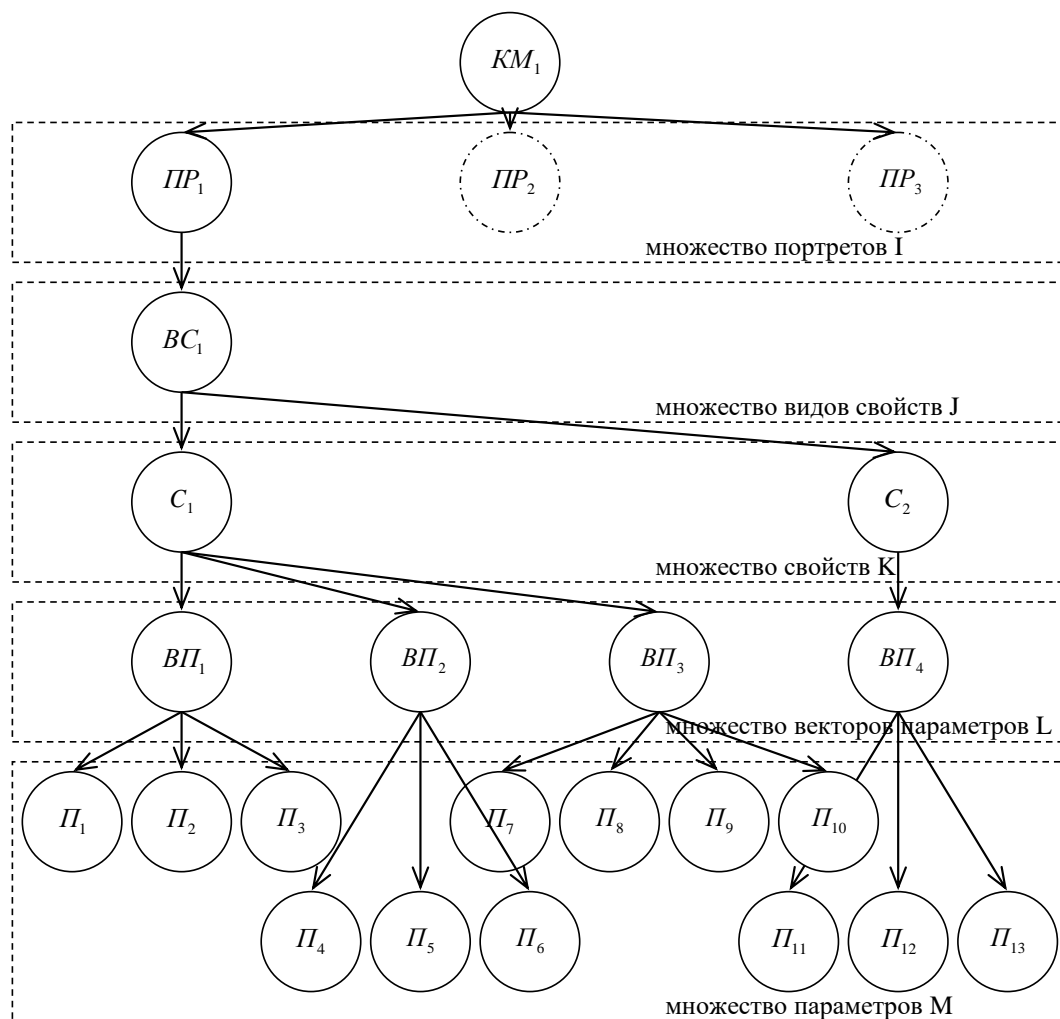 КМ₁
ПР₁ ПР₂ ПР₃
множество портретов I
ВС₁
множество видов свойств J
С₁ С₂
множество свойств K
ВП₁ ВП₂ ВП₃ ВП₄
множество векторов параметров L
П₁ П₂ П₃ П₇ П₈ П₉ П₁₀
П₄ П₅ П₆ П₁₁ П₁₂ П₁₃
множество параметров M